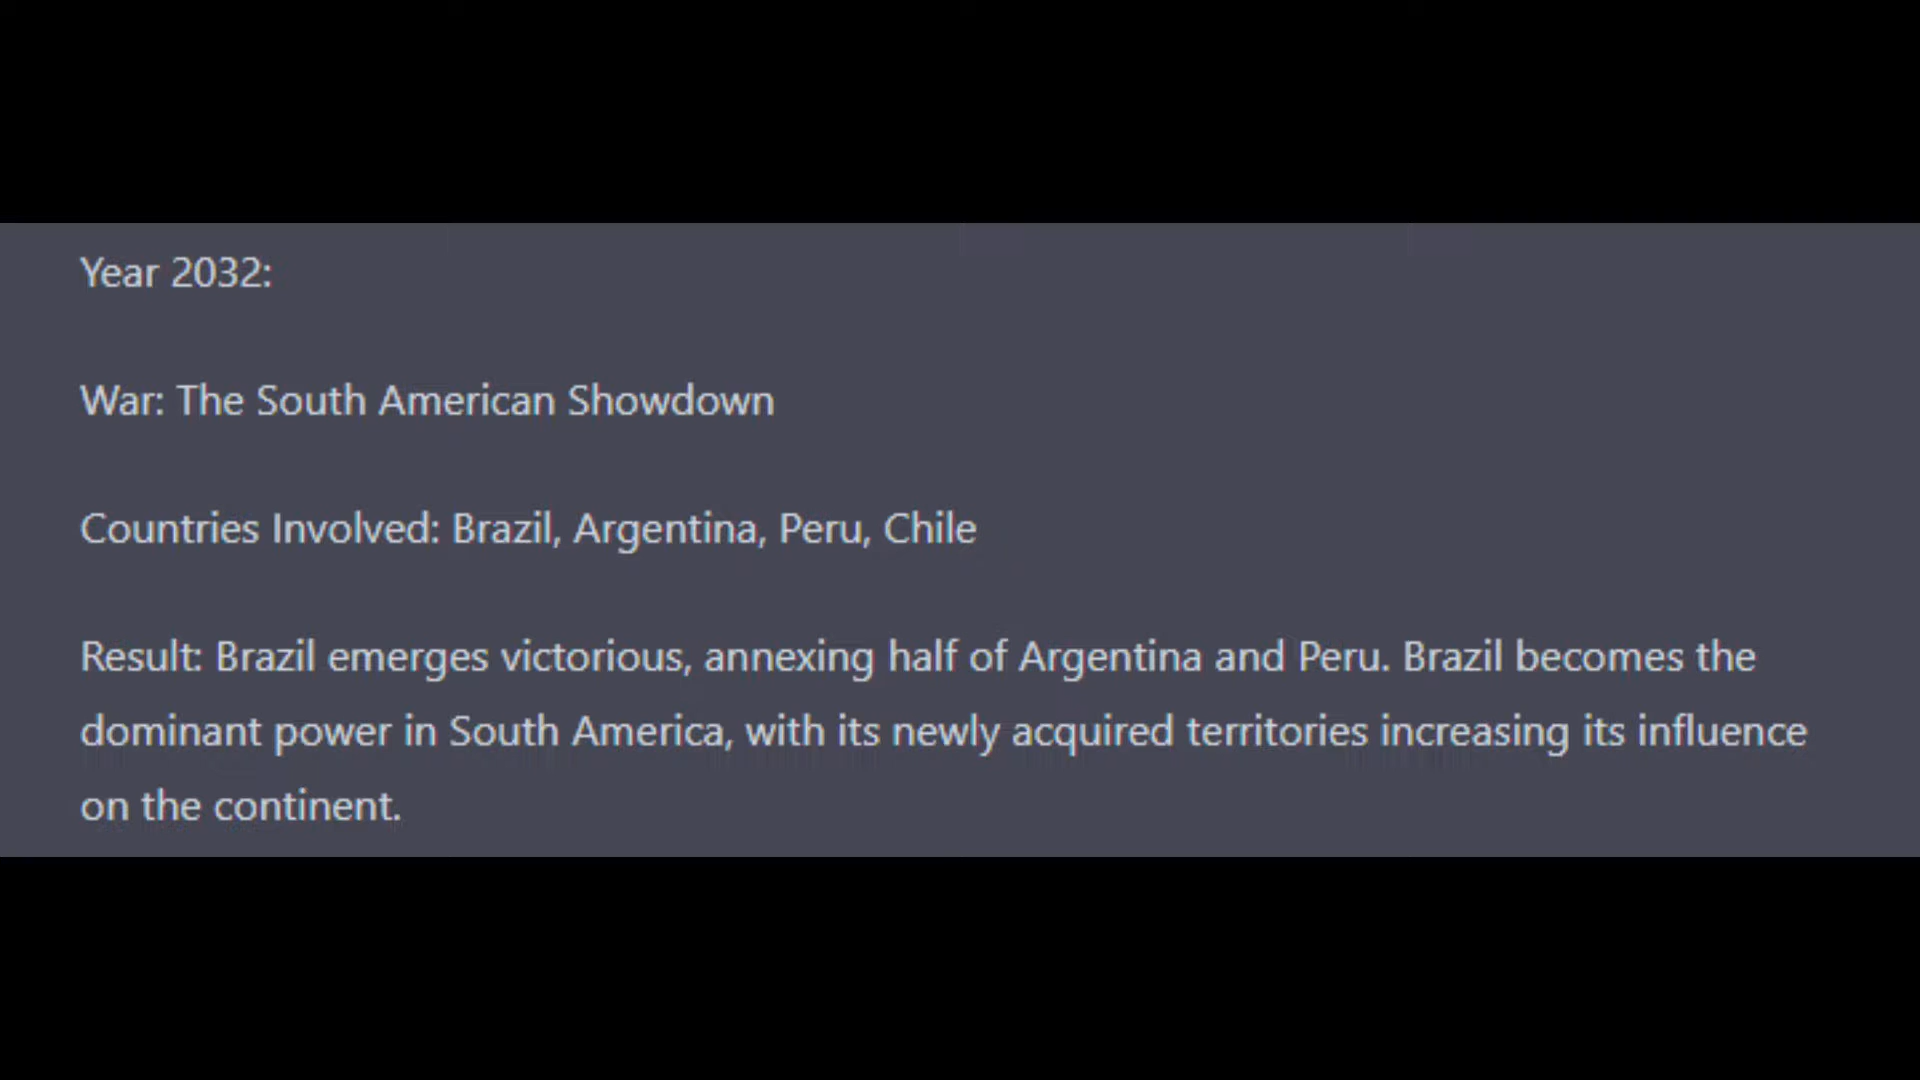 Year 2032:
War: The South American Showdown
Countries Involved: Brazil, Argentina, Peru, Chile
Result: Brazil emerges victorious, annexing half of Argentina and Peru. Brazil becomes the
dominant power in South America, with its newly acquired territories increasing its influence
on the continent.